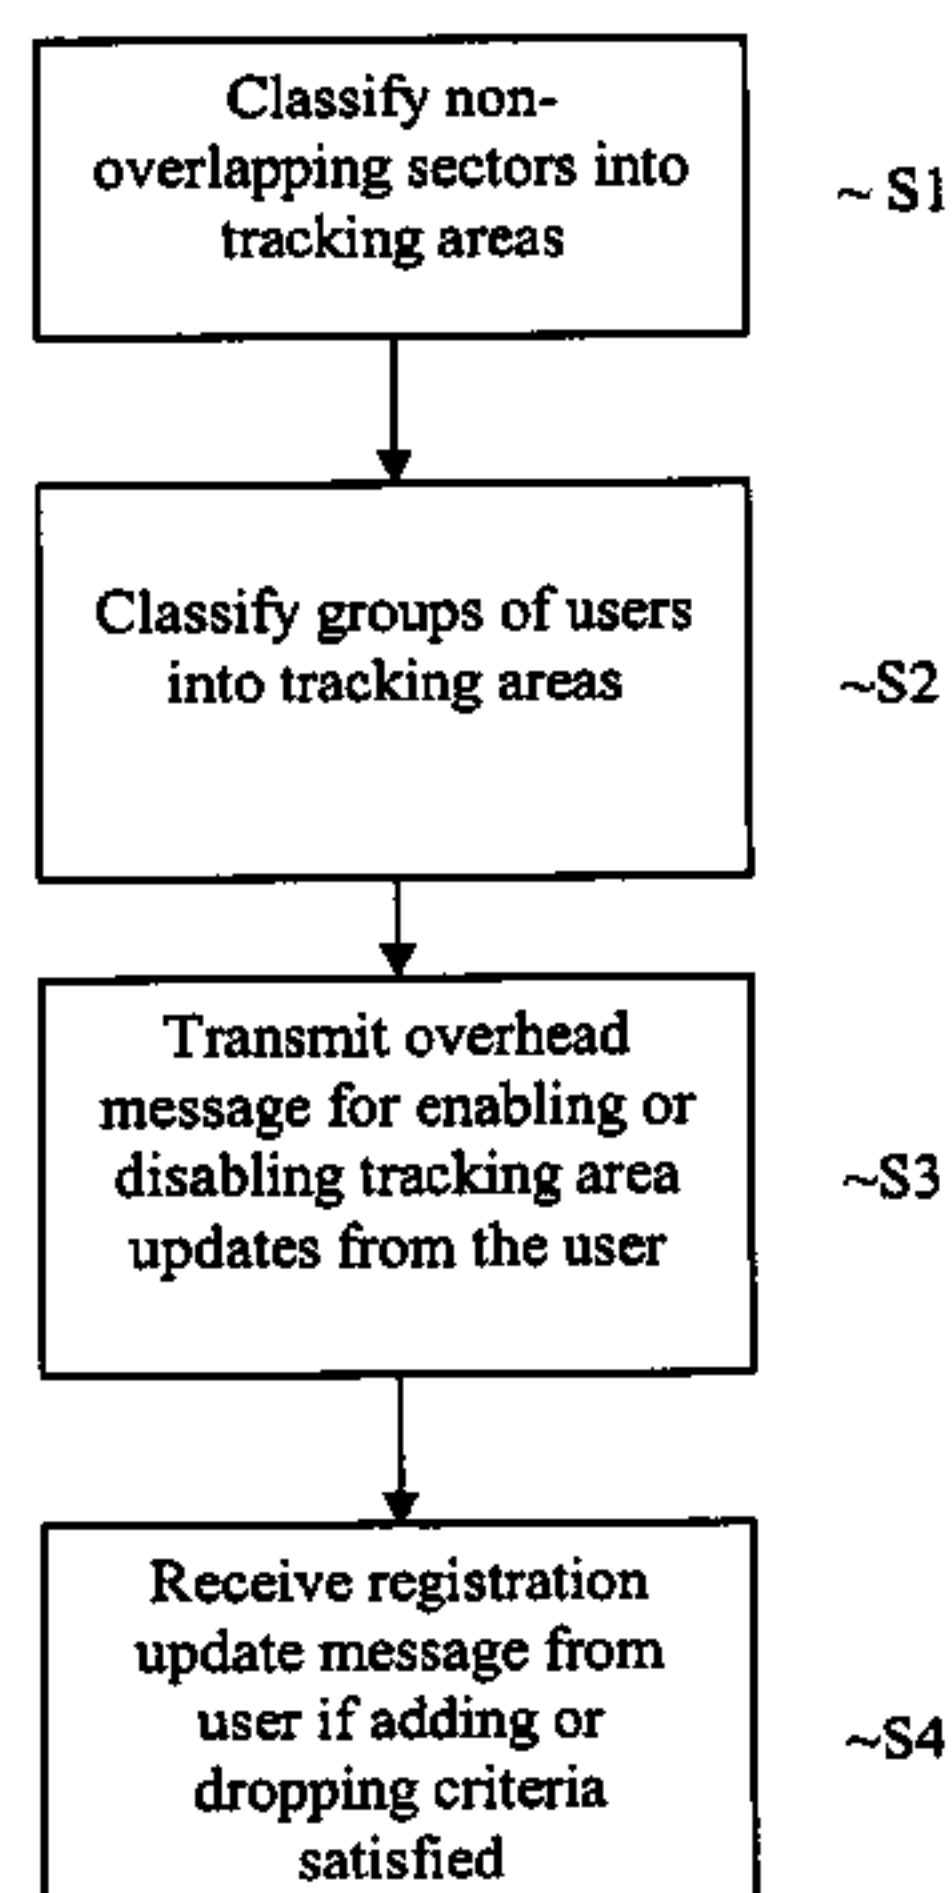 Classify non-
overlapping sectors into
tracking areas
~ S1
Classify groups of users
into tracking areas
~S2
Transmit overhead
message for enabling or
disabling tracking area
updates from the user
~S3
Receive registration
update message from
user if adding or
dropping criteria
satisfied
~S4